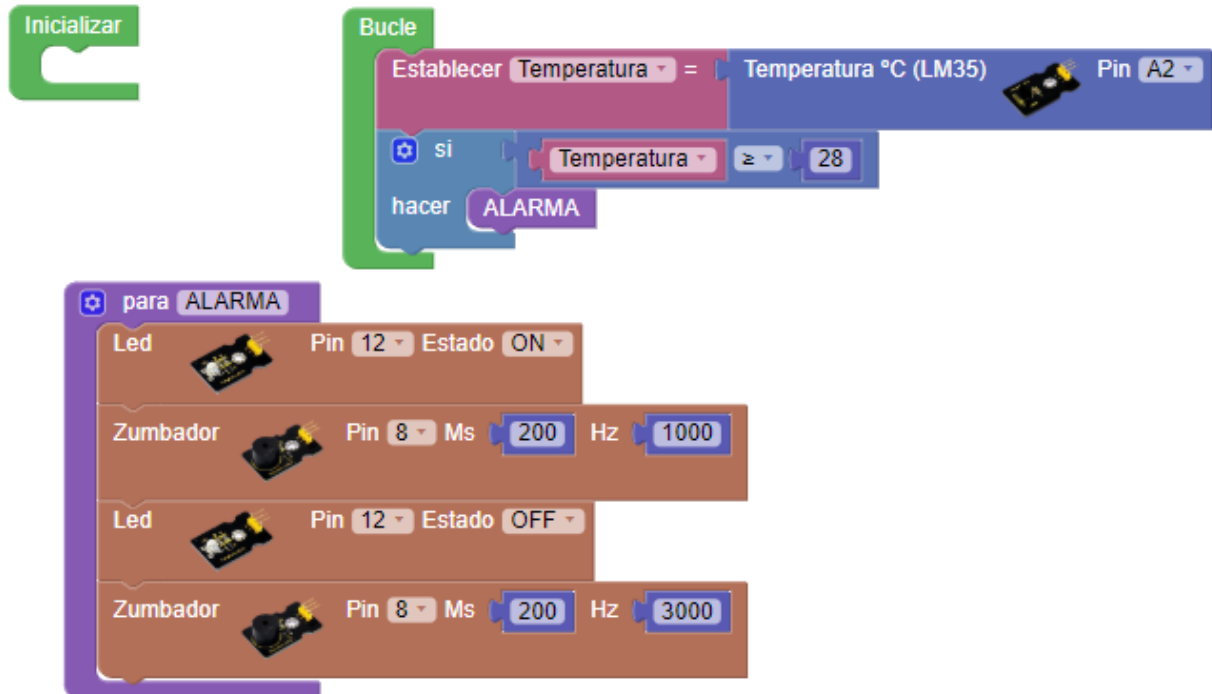 Inicializar
Bucle
Establecer Temperatura = Temperatura ºC (LM35) Pin A2
si Temperatura ≥ 28
hacer ALARMA
para ALARMA
Led Pin 12 Estado ON
Zumbador Pin 8 Ms 200 Hz 1000
Led Pin 12 Estado OFF
Zumbador Pin 8 Ms 200 Hz 3000